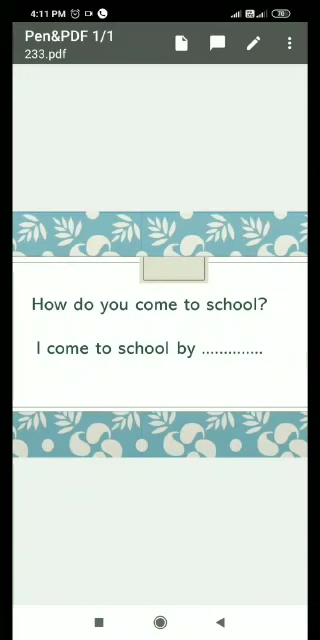 4:11 PM
70
Pen&PDF 1/1
233.pdf
How do you come to school?
I come to school by ..............